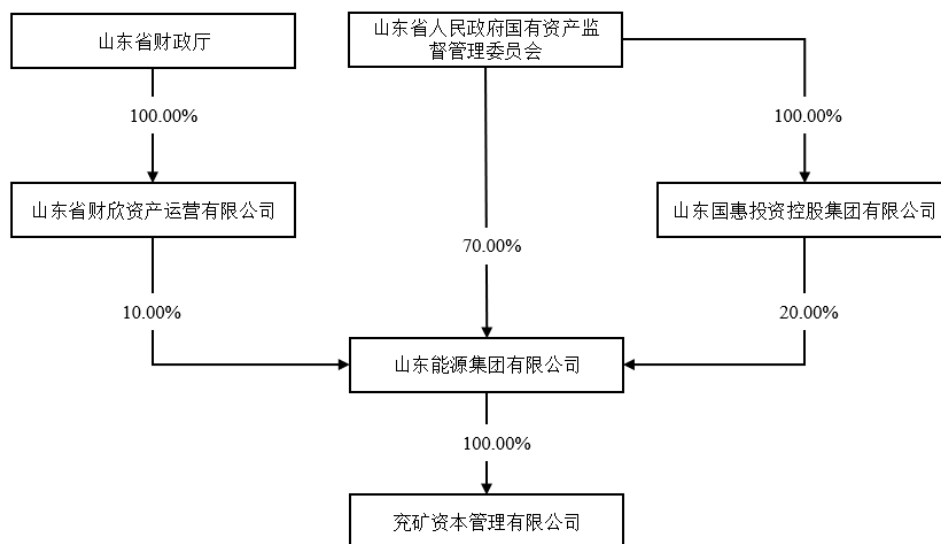 山东省财政厅
山东省人民政府国有资产监
督管理委员会
100.00%
100.00%
山东省财欣资产运营有限公司
山东国惠投资控股集团有限公司
70.00%
10.00%
20.00%
山东能源集团有限公司
100.00%
兖矿资本管理有限公司